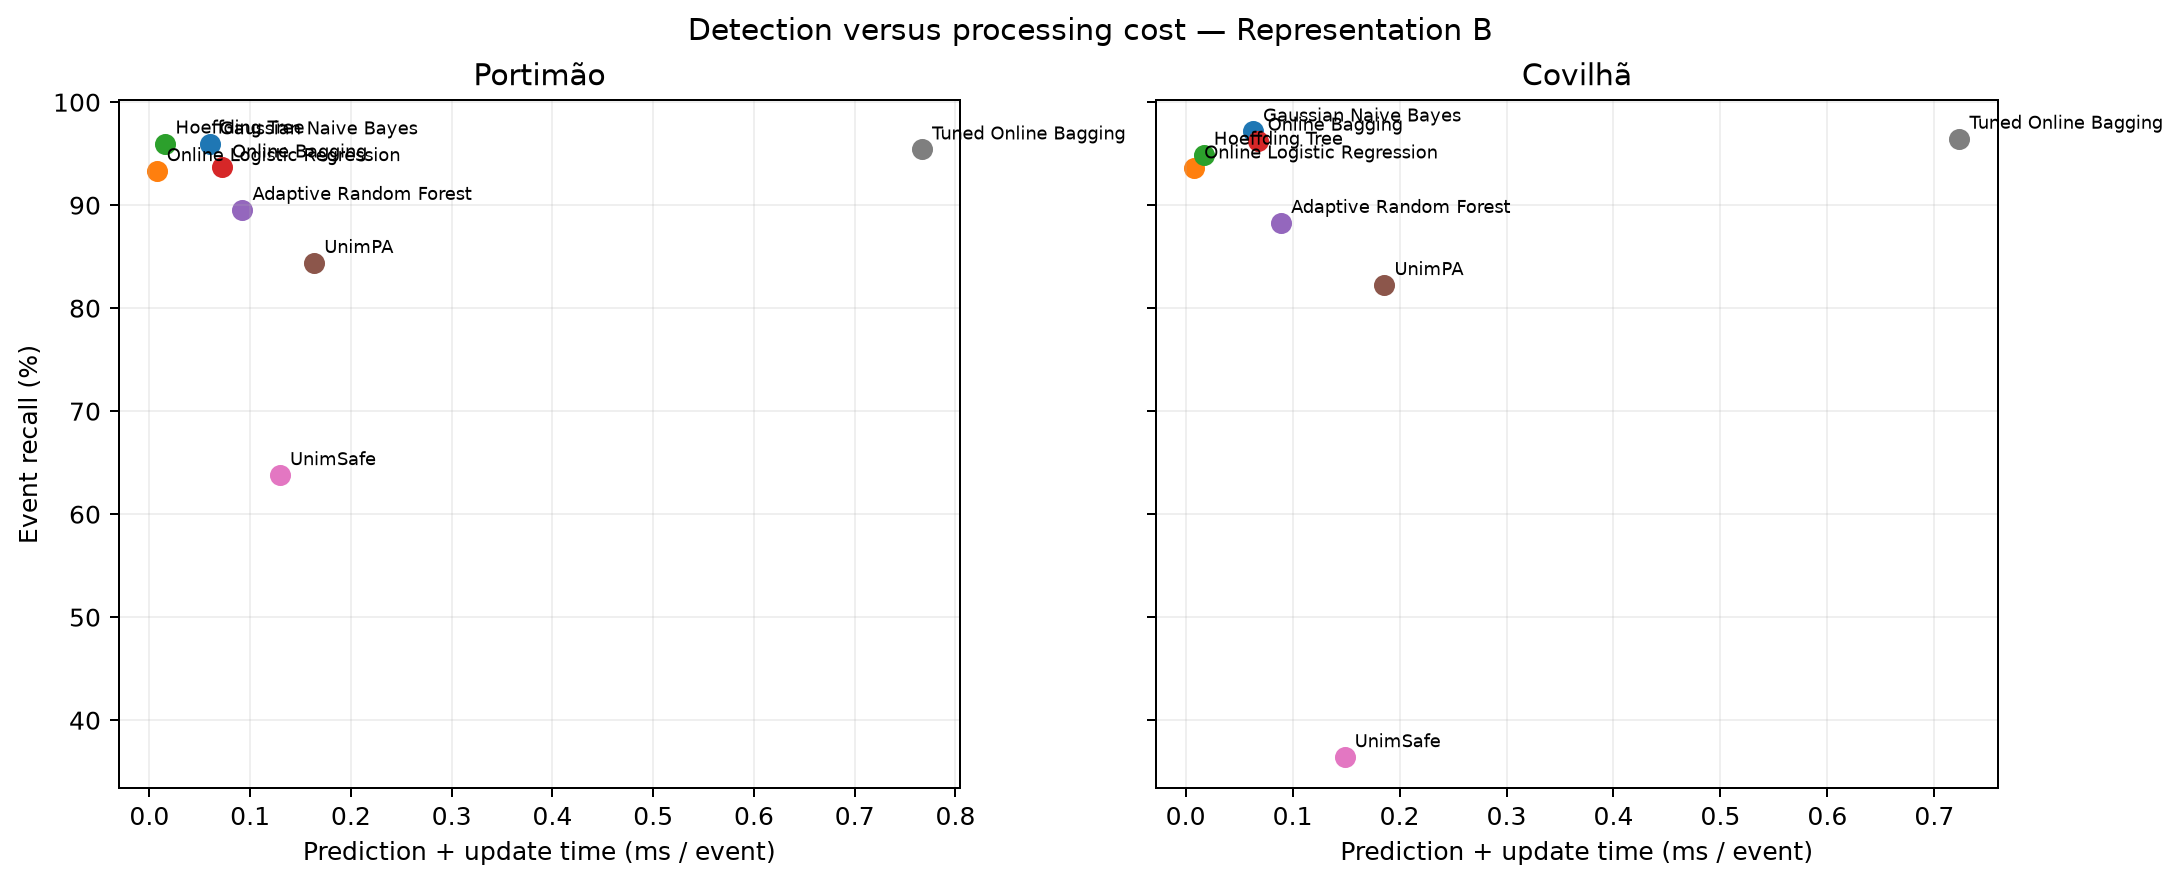 Detection versus processing cost — Representation B
Portimão
Event recall (%)
100
90
80
70
60
50
40
Hoeffding Tree
Gaussian Naive Bayes
Online Bagging
Online Logistic Regression
Adaptive Random Forest
UnimPA
UnimSafe
Tuned Online Bagging
0.0 0.1 0.2 0.3 0.4 0.5 0.6 0.7 0.8
Prediction + update time (ms / event)
Covilhã
Gaussian Naive Bayes
Online Bagging
Hoeffding Tree
Online Logistic Regression
Adaptive Random Forest
UnimPA
UnimSafe
Tuned Online Bagging
0.0 0.1 0.2 0.3 0.4 0.5 0.6 0.7
Prediction + update time (ms / event)